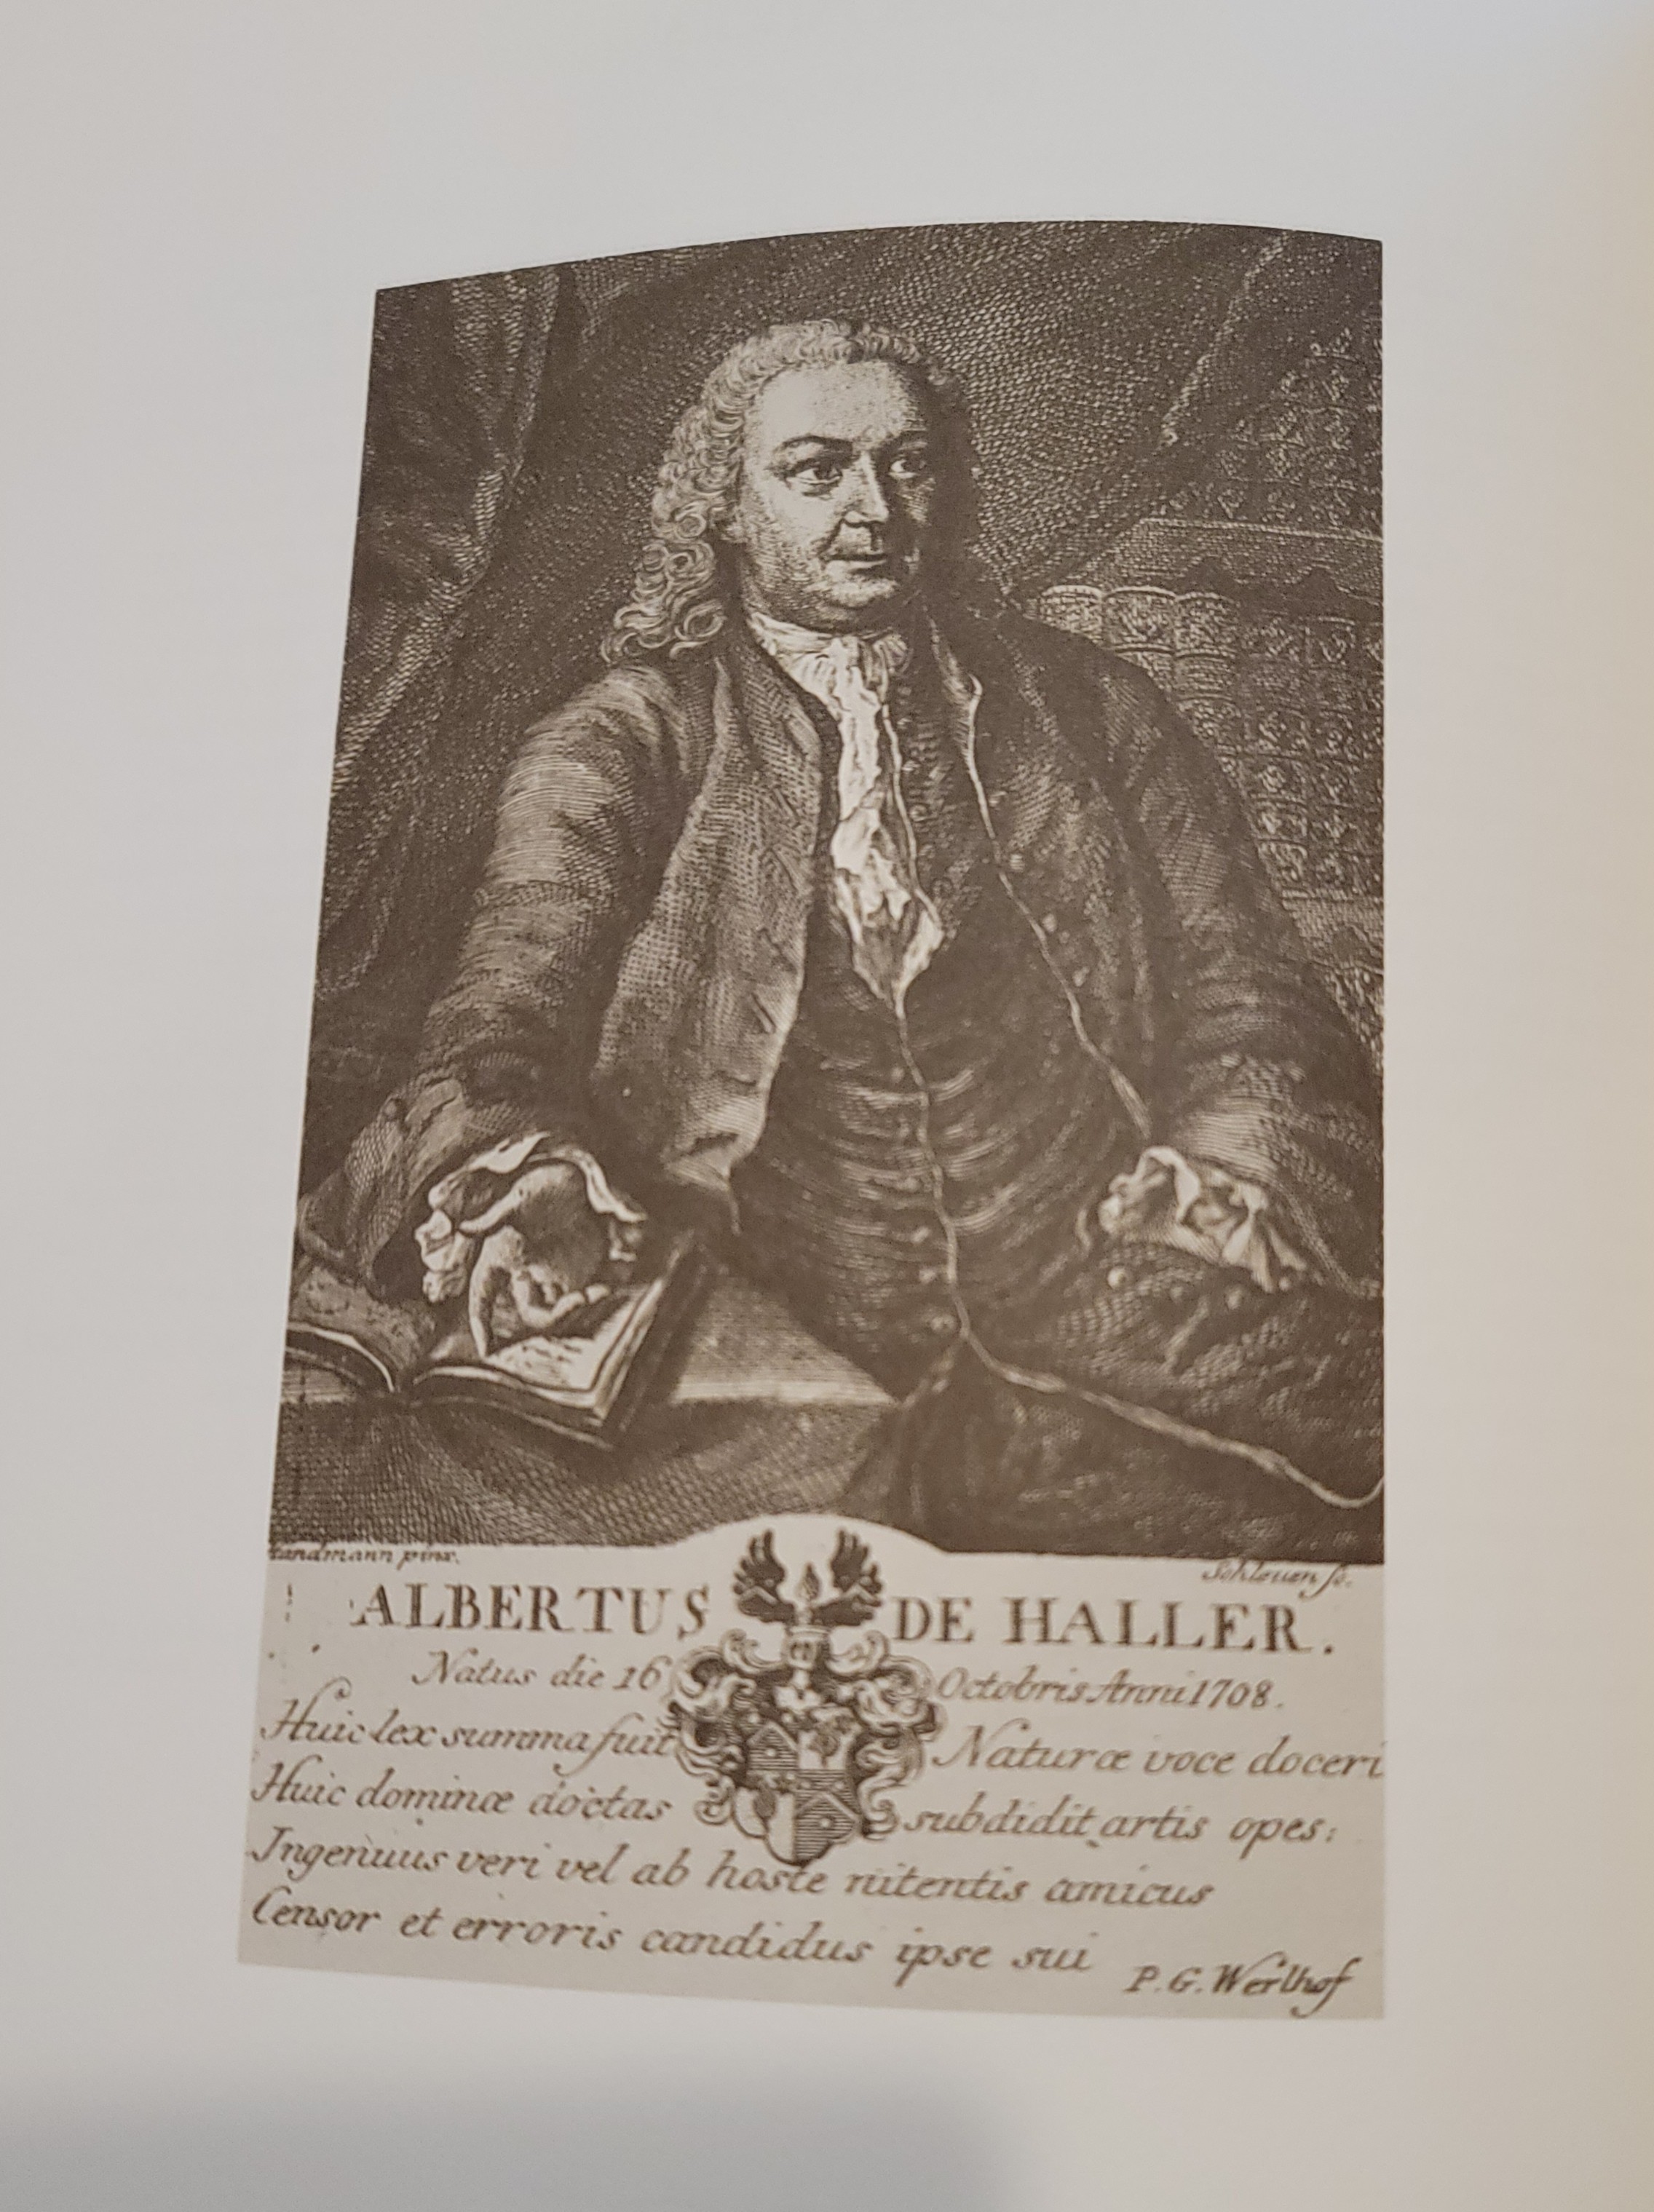 Handmann pinx. Schleuen sc.
ALBERTUS DE HALLER.
Natus die 16 Octobris Anni 1708.
Huic lex summa fuit Naturæ voce doceri
Huic dominæ doctas subdidit artis opes:
Ingenuus veri vel ab hoste nitentis amicus
Censor et erroris candidus ipse sui
P. G. Werlhof